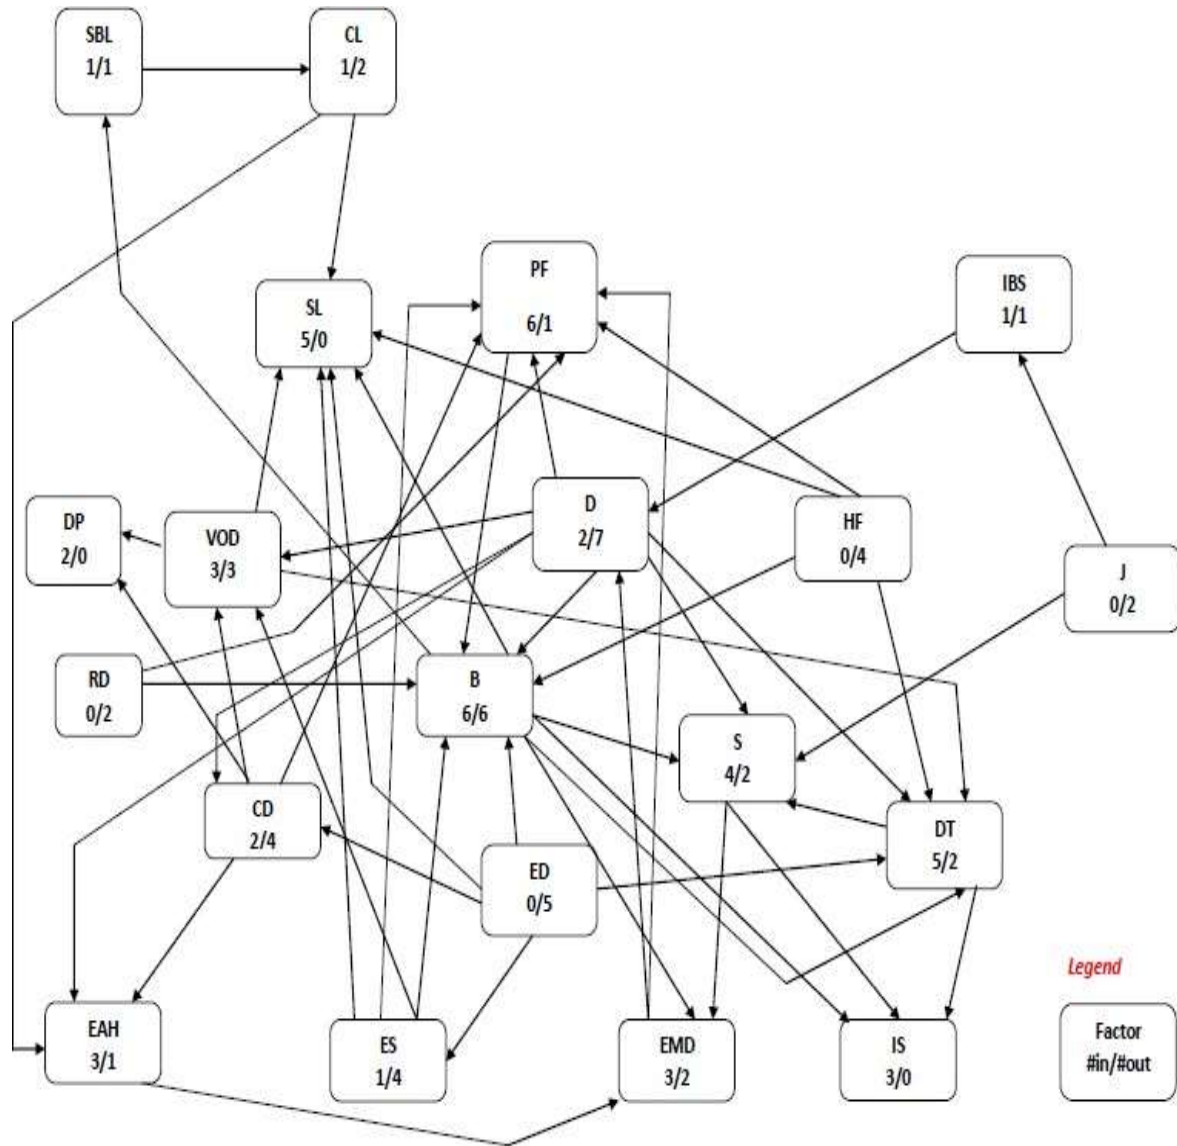 SBL
1/1
CL
1/2
PF
6/1
IBS
1/1
SL
5/0
D
2/7
HF
0/4
DP
2/0
VOD
3/3
J
0/2
RD
0/2
B
6/6
S
4/2
CD
2/4
DT
5/2
ED
0/5
Legend
EAH
3/1
ES
1/4
EMD
3/2
IS
3/0
Factor
#in/#out